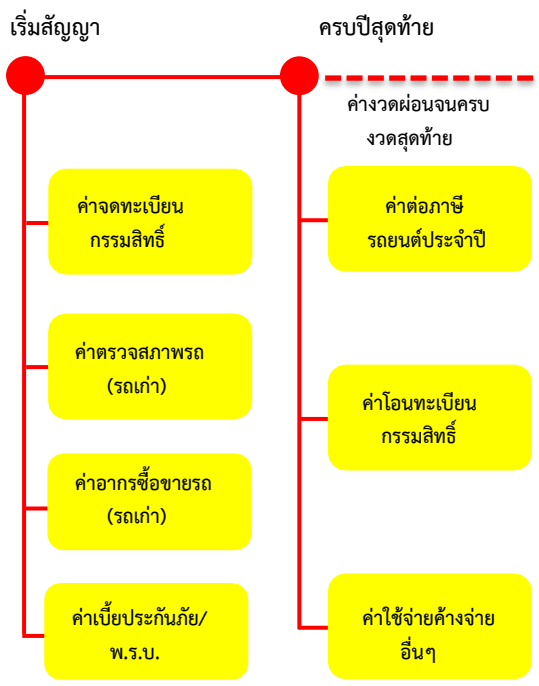 เริ่มสัญญา
ครบปีสุดท้าย
ค่างวดผ่อนจนครบ
งวดสุดท้าย
ค่าจดทะเบียน
กรรมสิทธิ์
ค่าตรวจสภาพรถ
(รถเก่า)
ค่าอากรซื้อขายรถ
(รถเก่า)
ค่าเบี้ยประกันภัย/
พ.ร.บ.
ค่าต่อภาษี
รถยนต์ประจำปี
ค่าโอนทะเบียน
กรรมสิทธิ์
ค่าใช้จ่ายค้างจ่าย
อื่นๆ